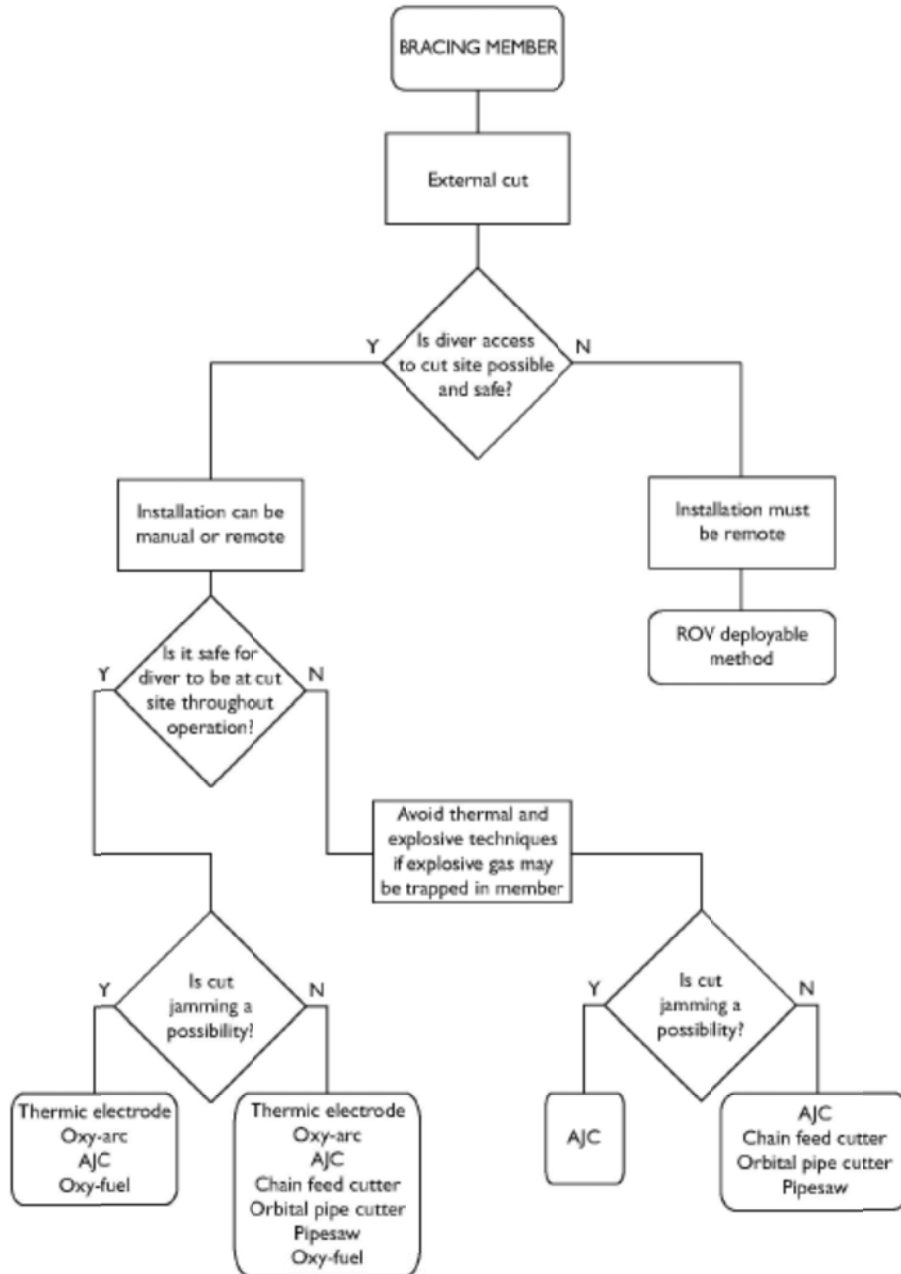 BRACING MEMBER
External cut
Y
Is diver access
to cut site possible
and safe?
N
Installation can be
manual or remote
Installation must
be remote
ROV deployable
method
Y
Is it safe for
diver to be at cut
site throughout
operation?
N
Avoid thermal and
explosive techniques
if explosive gas may
be trapped in member
Y
Is cut
jamming a
possibility?
N
Y
Is cut
jamming a
possibility?
N
Thermic electrode
Oxy-arc
AJC
Oxy-fuel
Thermic electrode
Oxy-arc
AJC
Chain feed cutter
Orbital pipe cutter
Pipesaw
Oxy-fuel
AJC
AJC
Chain feed cutter
Orbital pipe cutter
Pipesaw